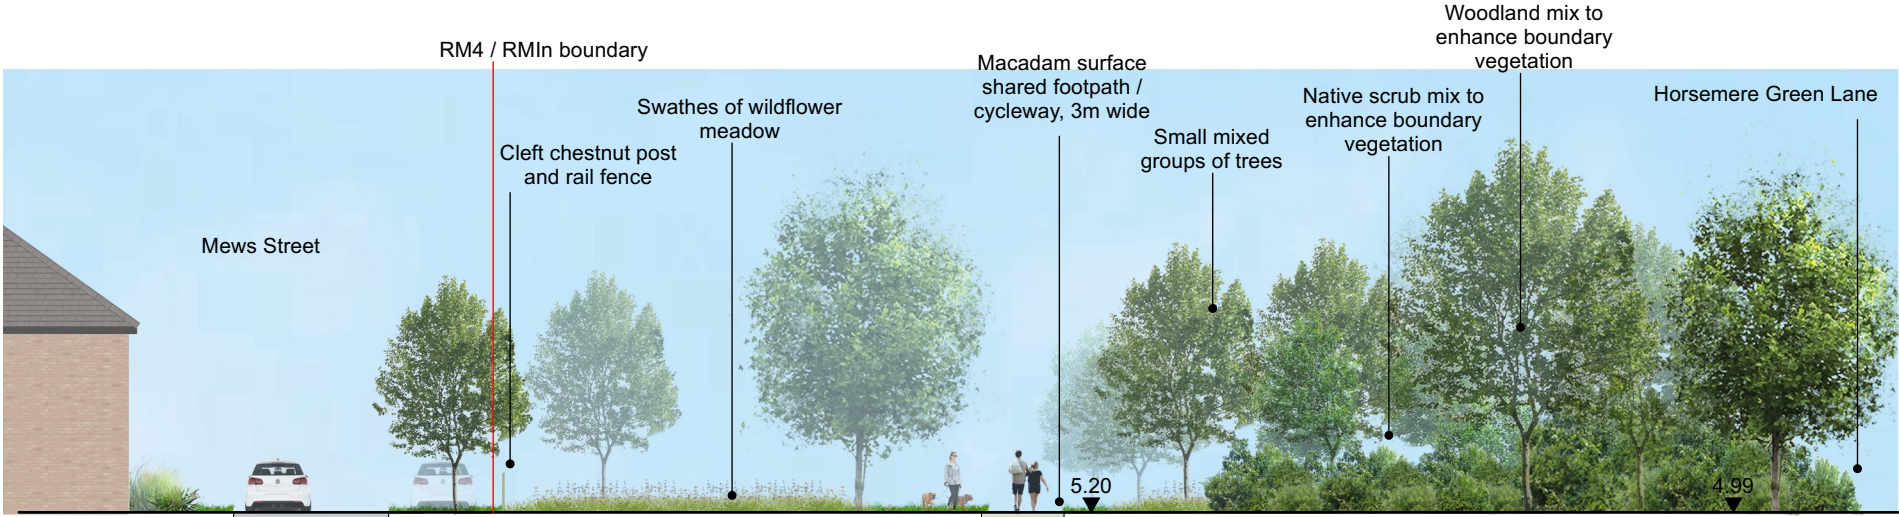 Woodland mix to
enhance boundary
vegetation
RM4 / RMIn boundary
Macadam surface
shared footpath /
cycleway, 3m wide
Native scrub mix to
enhance boundary
vegetation
Horsemere Green Lane
Swathes of wildflower
meadow
Small mixed
groups of trees
Cleft chestnut post
and rail fence
Mews Street
5.20
4.99